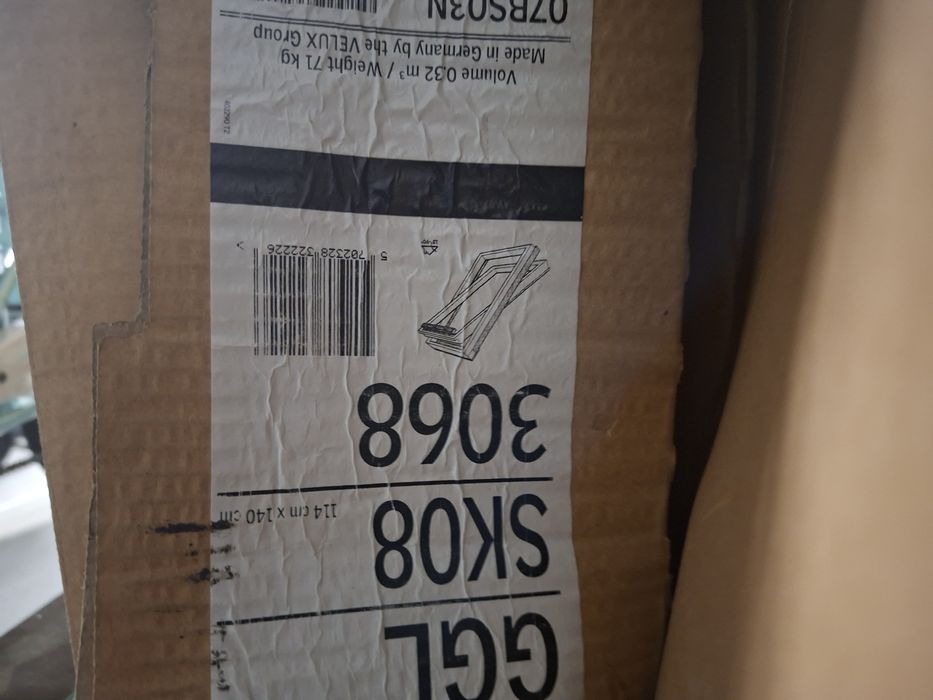 GGL
SK08
114 cm x 140 cm
3068
5 702328 322226 >
Volume 0.32 m³ / Weight 71 kg
Made in Germany by the VELUX Group
07BS03N